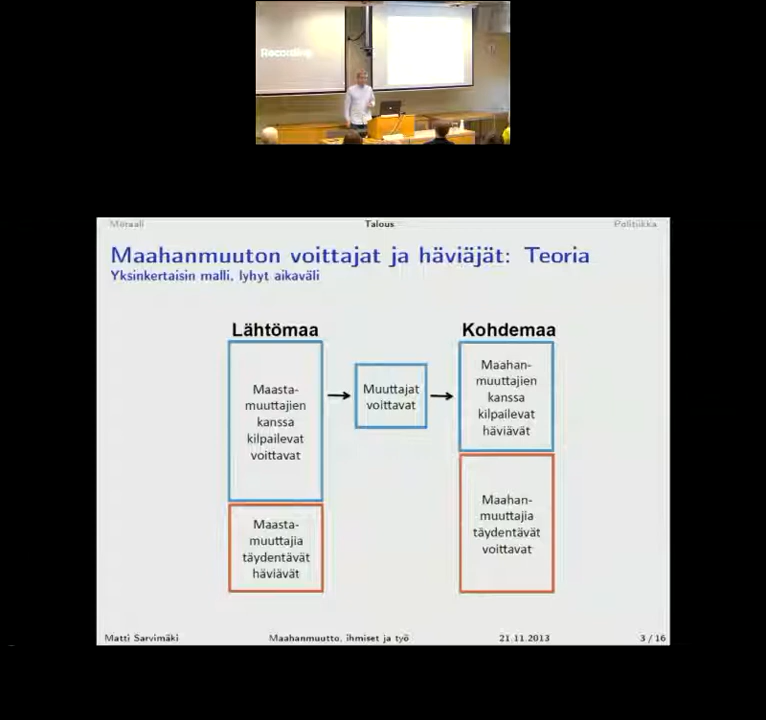 Recording
Moraali
Talous
Politiikka
Maahanmuuton voittajat ja häviäjät: Teoria
Yksinkertaisin malli, lyhyt aikaväli
Lähtömaa
Kohdemaa
Maasta-
muuttajien
kanssa
kilpailevat
voittavat
Muuttajat
voittavat
Maahan-
muuttajien
kanssa
kilpailevat
häviävät
Maasta-
muuttajia
täydentävät
häviävät
Maahan-
muuttajia
täydentävät
voittavat
Matti Sarvimäki
Maahanmuutto, ihmiset ja työ
21.11.2013
3 / 16